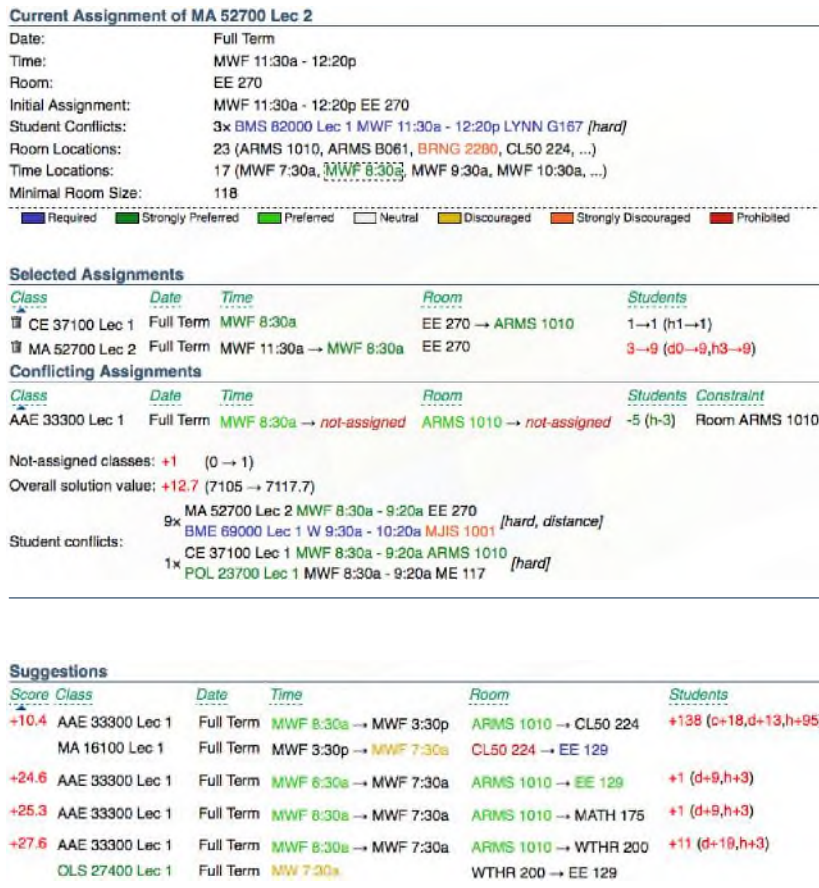 Current Assignment of MA 52700 Lec 2
Date: Full Term
Time: MWF 11:30a - 12:20p
Room: EE 270
Initial Assignment: MWF 11:30a - 12:20p EE 270
Student Conflicts: 3x BMS 82000 Lec 1 MWF 11:30a - 12:20p LYNN G167 [hard]
Room Locations: 23 (ARMS 1010, ARMS B061, BRNG 2280, CL50 224, ...)
Time Locations: 17 (MWF 7:30a, MWF 8:30a, MWF 9:30a, MWF 10:30a, ...)
Minimal Room Size: 118
Required Strongly Preferred Preferred Neutral Discouraged Strongly Discouraged Prohibited
Selected Assignments
Class Date Time Room Students
CE 37100 Lec 1 Full Term MWF 8:30a EE 270 → ARMS 1010 1→1 (h1→1)
MA 52700 Lec 2 Full Term MWF 11:30a → MWF 8:30a EE 270 3→9 (d0→9,h3→9)
Conflicting Assignments
Class Date Time Room Students Constraint
AAE 33300 Lec 1 Full Term MWF 8:30a → not-assigned ARMS 1010 → not-assigned -5 (h-3) Room ARMS 1010
Not-assigned classes: +1 (0 → 1)
Overall solution value: +12.7 (7105 → 7117.7)
Student conflicts:
9x MA 52700 Lec 2 MWF 8:30a - 9:20a EE 270
BME 69000 Lec 1 W 9:30a - 10:20a MJIS 1001 [hard, distance]
1x CE 37100 Lec 1 MWF 8:30a - 9:20a ARMS 1010
POL 23700 Lec 1 MWF 8:30a - 9:20a ME 117 [hard]
Suggestions
Score Class Date Time Room Students
+10.4 AAE 33300 Lec 1 Full Term MWF 8:30a → MWF 3:30p ARMS 1010 → CL50 224 +138 (c+18,d+13,h+95)
MA 16100 Lec 1 Full Term MWF 3:30p → MWF 7:30a CL50 224 → EE 129
+24.6 AAE 33300 Lec 1 Full Term MWF 8:30a → MWF 7:30a ARMS 1010 → EE 129 +1 (d+9,h+3)
+25.3 AAE 33300 Lec 1 Full Term MWF 8:30a → MWF 7:30a ARMS 1010 → MATH 175 +1 (d+9,h+3)
+27.6 AAE 33300 Lec 1 Full Term MWF 8:30a → MWF 7:30a ARMS 1010 → WTHR 200 +11 (d+19,h+3)
OLS 27400 Lec 1 Full Term MW 7:30a WTHR 200 → EE 129